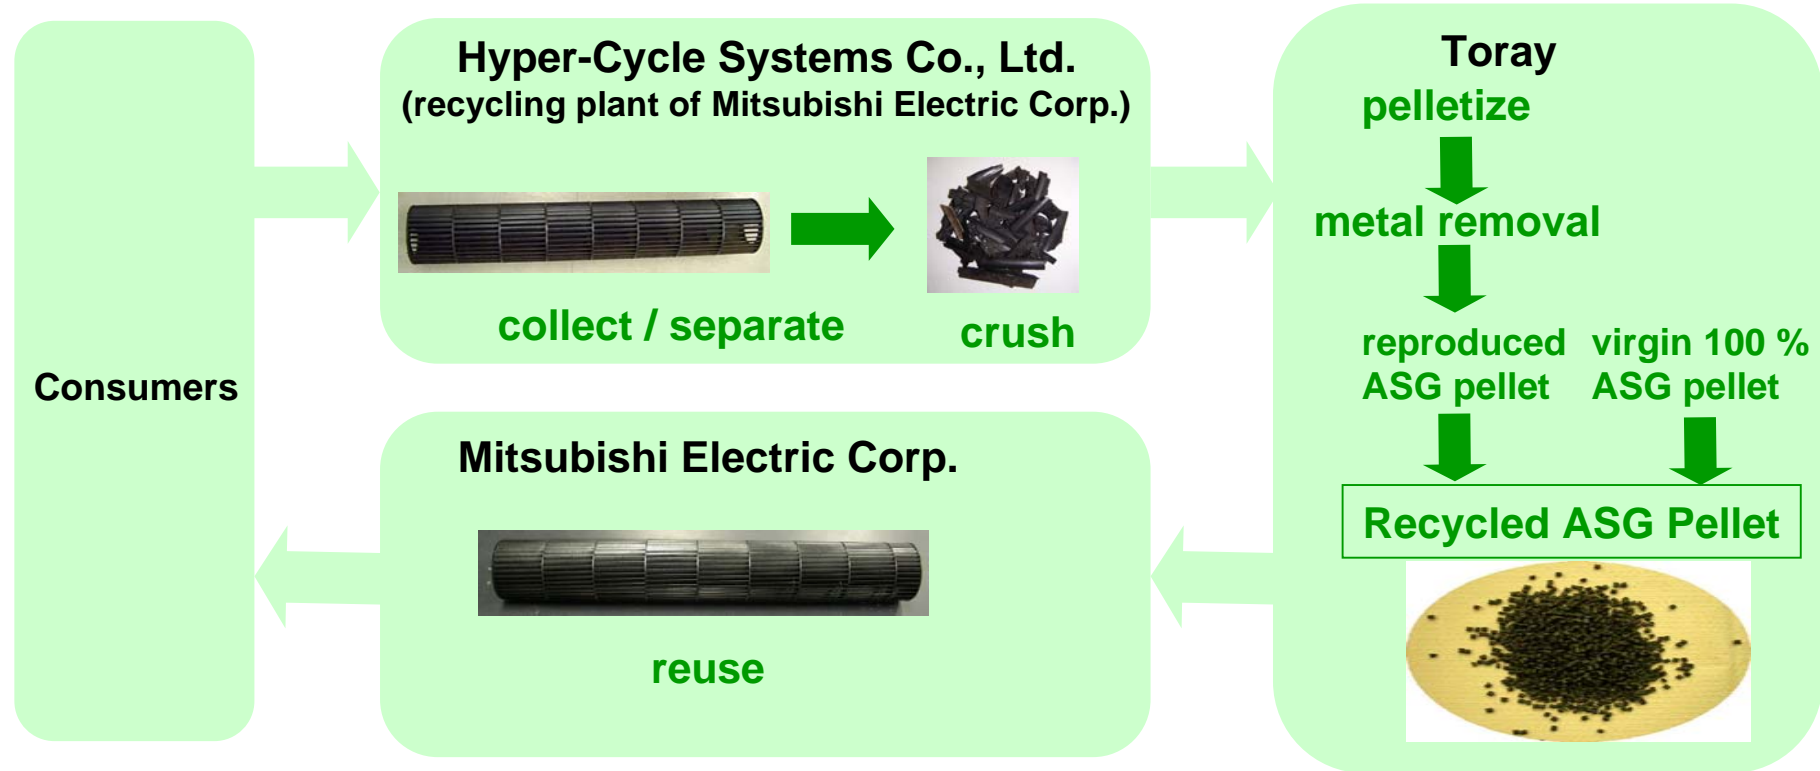 Consumers
Hyper-Cycle Systems Co., Ltd.
(recycling plant of Mitsubishi Electric Corp.)
collect / separate
crush
Toray
pelletize
metal removal
reproduced
ASG pellet
virgin 100 %
ASG pellet
Recycled ASG Pellet
Mitsubishi Electric Corp.
reuse